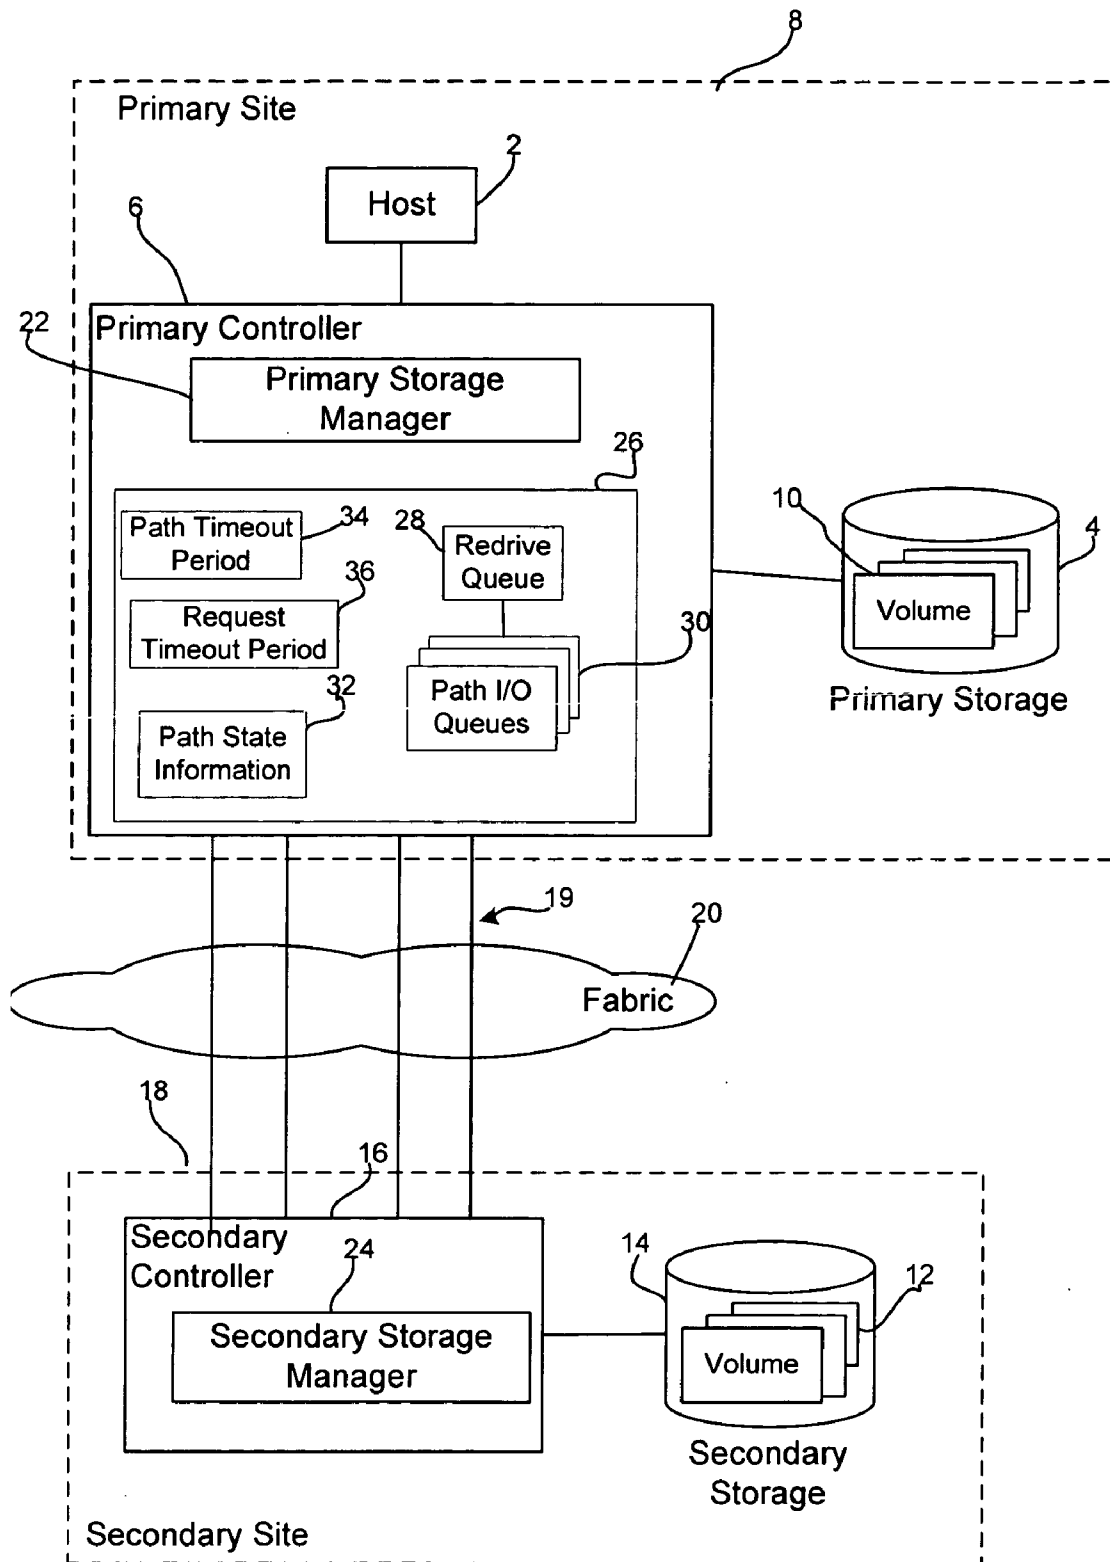 8
Primary Site
2
Host
6
22
Primary Controller
Primary Storage
Manager
26
Path Timeout
Period
34
28
Redrive
Queue
10
4
36
Request
Timeout Period
Volume
30
32
Path I/O
Queues
Primary Storage
Path State
Information
19
20
Fabric
18
16
Secondary
Controller
24
14
12
Secondary Storage
Manager
Volume
Secondary
Storage
Secondary Site